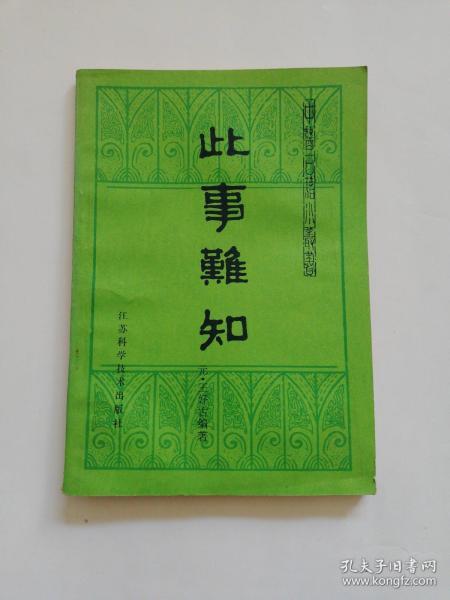 中医古籍小丛书
此事難知
元·王好古编著
江苏科学技术出版社
孔夫子旧书网
www.kongfz.com